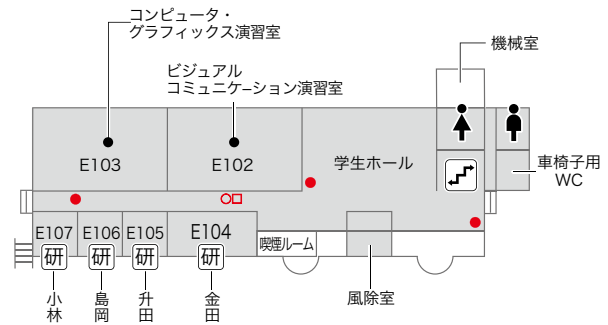 コンピュータ・
グラフィックス演習室
機械室
ビジュアル
コミュニケ–ション演習室
E103
E102
学生ホール
車椅子用
WC
E107
E106
E105
E104
喫煙ルーム
研
研
研
研
小林
島岡
升田
金田
風除室